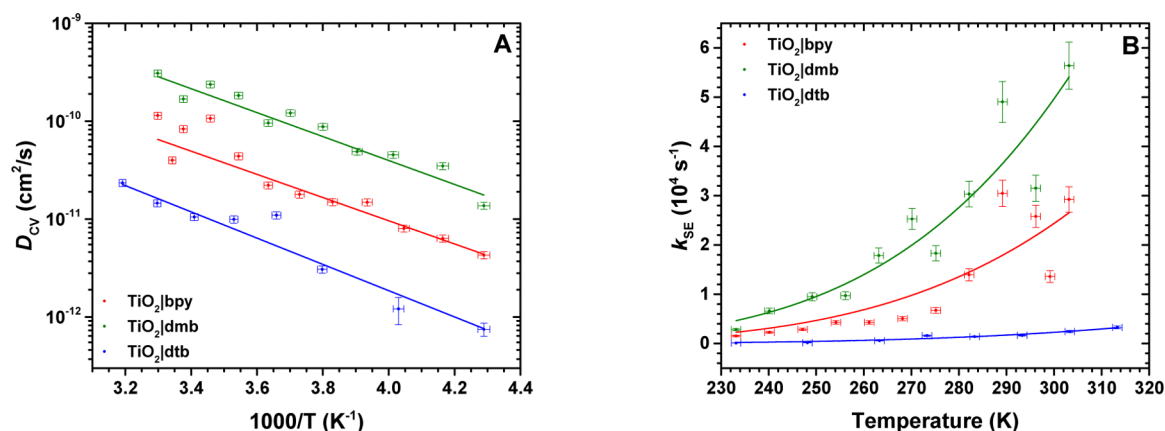 A
10⁻⁹
10⁻¹⁰
10⁻¹¹
10⁻¹²
D_CV (cm²/s)
TiO₂|bpy
TiO₂|dmb
TiO₂|dtb
3.2 3.4 3.6 3.8 4.0 4.2 4.4
1000/T (K⁻¹)
B
TiO₂|bpy
TiO₂|dmb
TiO₂|dtb
6
5
4
3
2
1
0
k_SE (10⁴ s⁻¹)
230 240 250 260 270 280 290 300 310 320
Temperature (K)